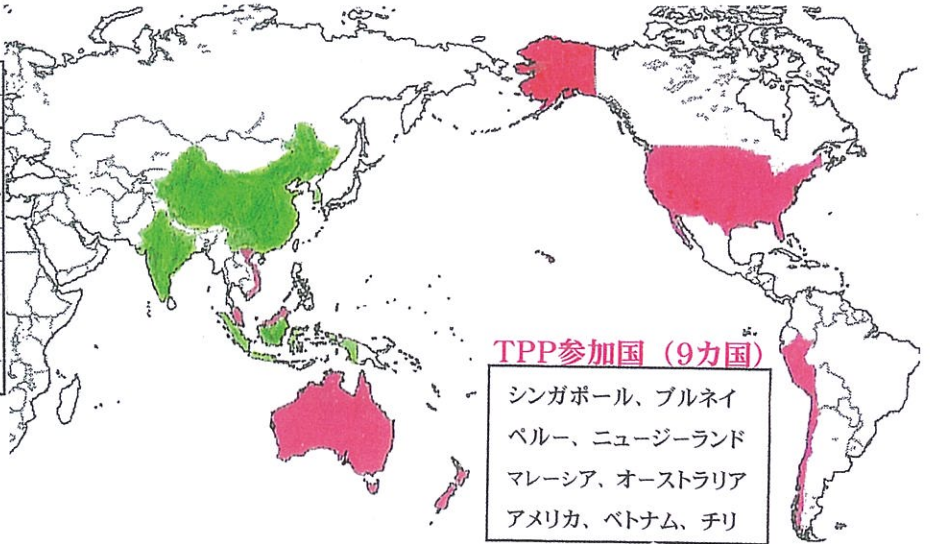 TPP参加国(9カ国)
シンガポール、ブルネイ
ペルー、ニュージーランド
マレーシア、オーストラリア
アメリカ、ベトナム、チリ